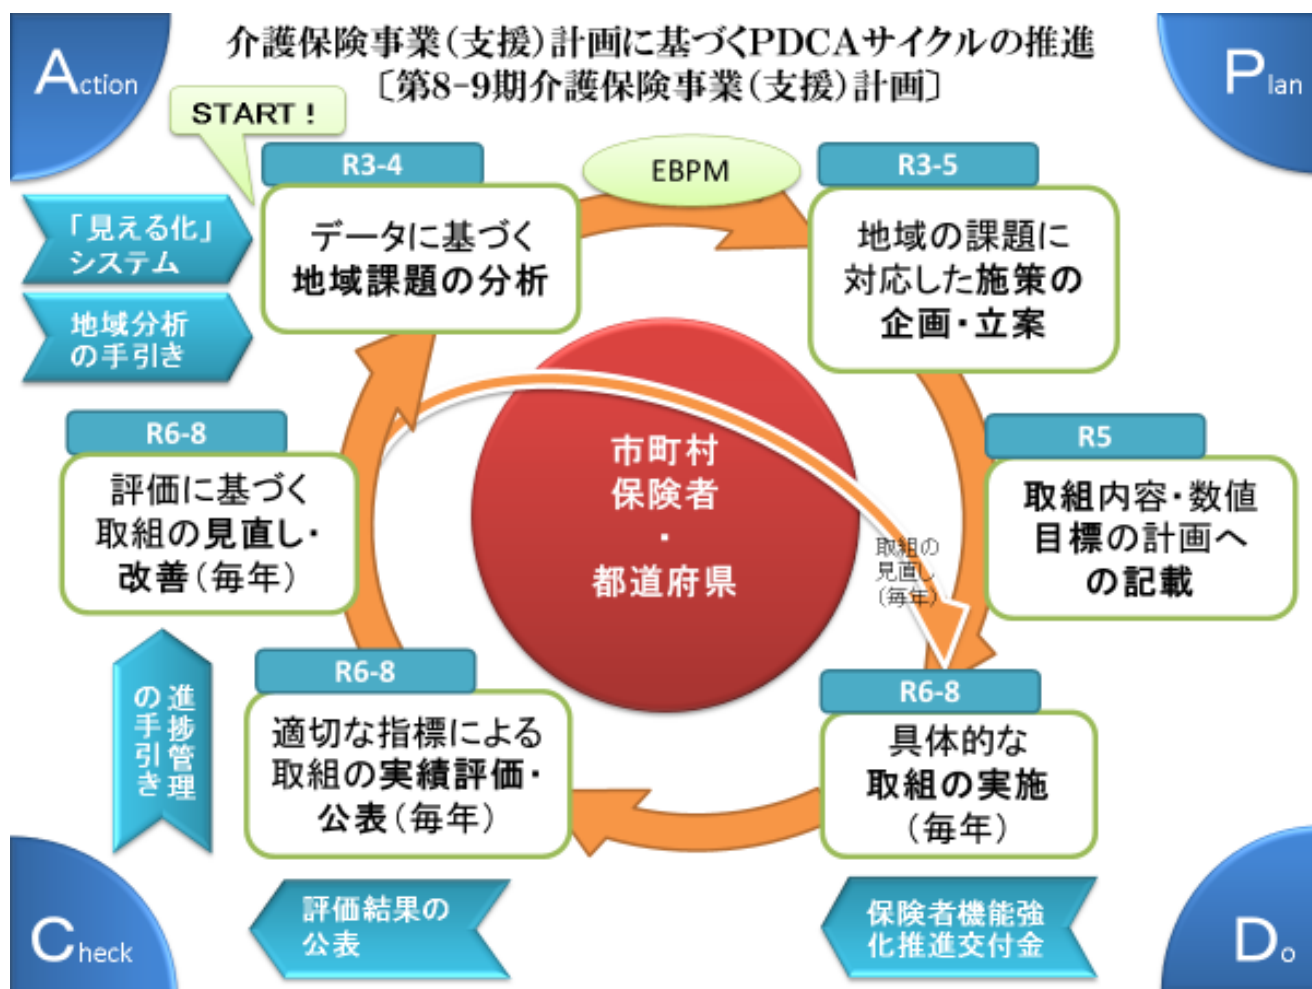 介護保険事業(支援)計画に基づくPDCAサイクルの推進
〔第8-9期介護保険事業(支援)計画〕
Action
Plan
START！
R3-4
データに基づく
地域課題の分析
EBPM
R3-5
地域の課題に
対応した施策の
企画・立案
「見える化」
システム
地域分析
の手引き
R6-8
評価に基づく
取組の見直し・
改善(毎年)
市町村
保険者
・
都道府県
取組の
見直し
(毎年)
R5
取組内容・数値
目標の計画へ
の記載
進捗管理
の手引き
R6-8
適切な指標による
取組の実績評価・
公表(毎年)
R6-8
具体的な
取組の実施
(毎年)
評価結果の
公表
保険者機能強
化推進交付金
Check
Do